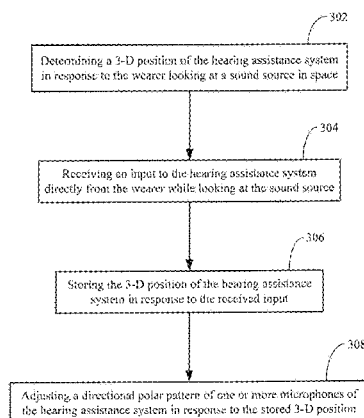 302
Determining a 3-D position of the hearing assistance system
in response to the wearer looking at a sound source in space
304
Receiving an input to the hearing assistance system
directly from the wearer while looking at the sound source
306
Storing the 3-D position of the hearing assistance
system in response to the received input
308
Adjusting a directional polar pattern of one or more microphones of
the hearing assistance system in response to the stored 3-D position